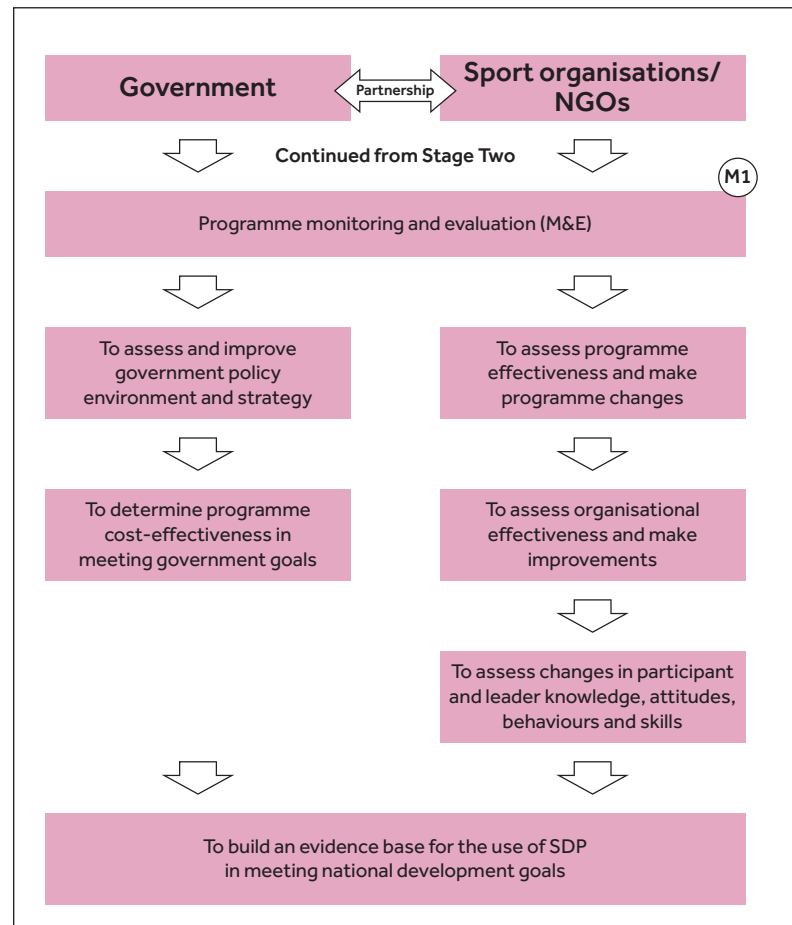 Government
Partnership
Sport organisations/
NGOs
Continued from Stage Two
M1
Programme monitoring and evaluation (M&E)
To assess and improve
government policy
environment and strategy
To assess programme
effectiveness and make
programme changes
To determine programme
cost-effectiveness in
meeting government goals
To assess organisational
effectiveness and make
improvements
To assess changes in participant
and leader knowledge, attitudes,
behaviours and skills
To build an evidence base for the use of SDP
in meeting national development goals